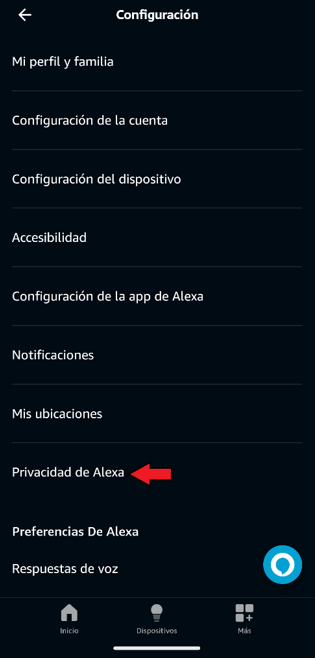 Configuración
Mi perfil y familia
Configuración de la cuenta
Configuración del dispositivo
Accesibilidad
Configuración de la app de Alexa
Notificaciones
Mis ubicaciones
Privacidad de Alexa
Preferencias De Alexa
Respuestas de voz
Inicio
Dispositivos
Más